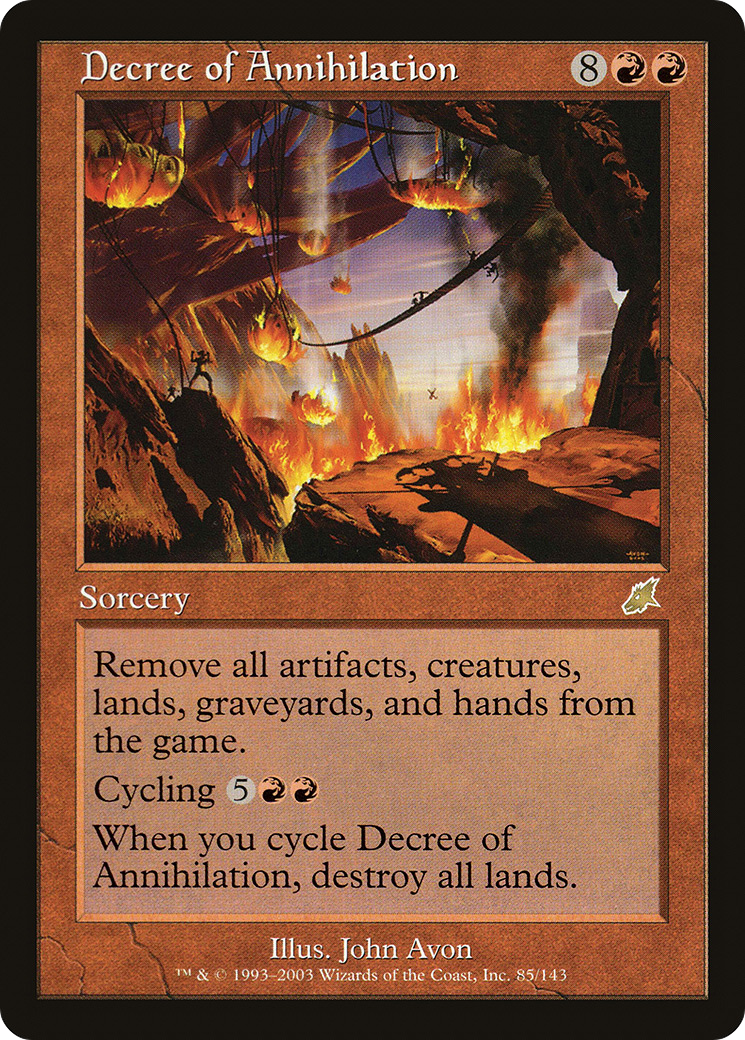 Decree of Annihilation 8
Sorcery
Remove all artifacts, creatures,
lands, graveyards, and hands from
the game.
Cycling 5
When you cycle Decree of
Annihilation, destroy all lands.
Illus. John Avon
™ & © 1993–2003 Wizards of the Coast, Inc. 85/143